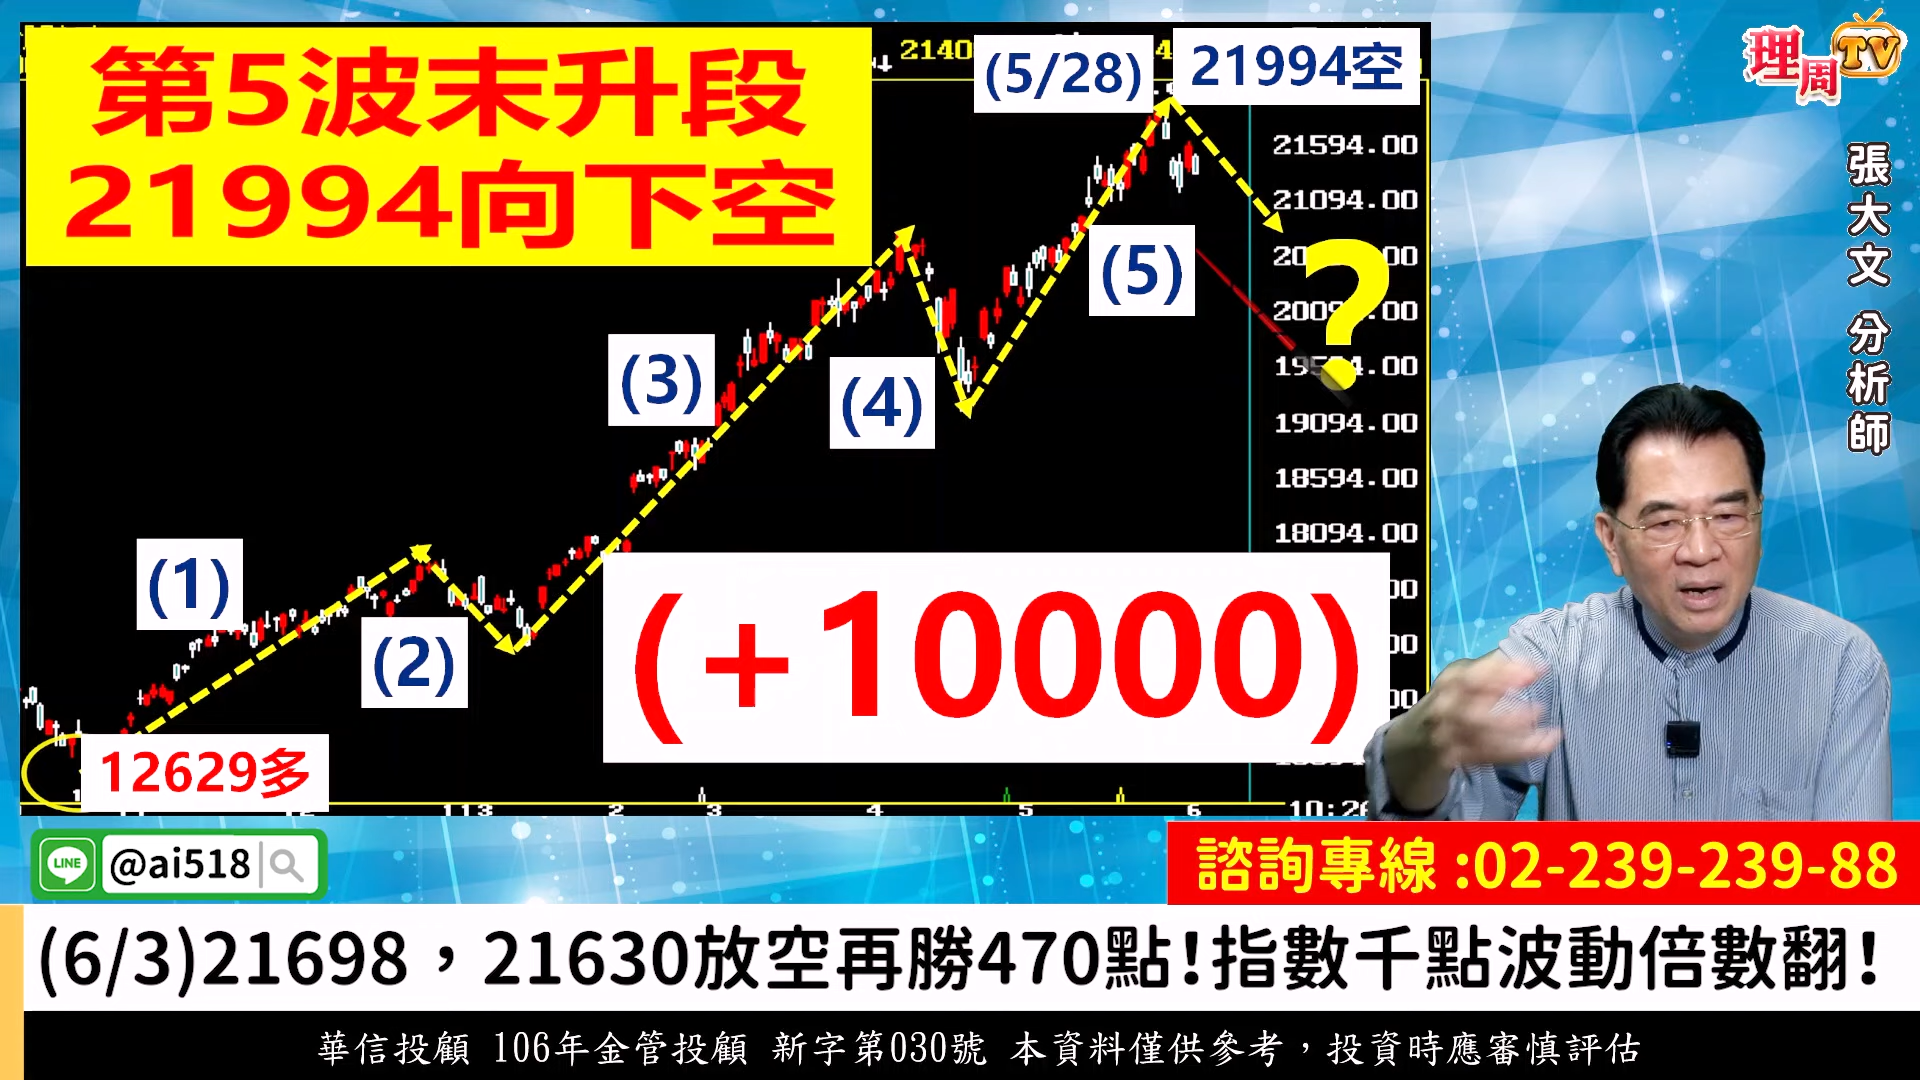 第5波末升段
21994向下空
(5/28)
21994空
理周TV
張大文 分析師
21594.00
21094.00
19094.00
18594.00
18094.00
(1)
(2)
(3)
(4)
(5)
?
(+10000)
12629多
2
3
4
5
6
LINE
@ai518
諮詢專線:02-239-239-88
(6/3)21698，21630放空再勝470點!指數千點波動倍數翻!
華信投顧 106年金管投顧 新字第030號 本資料僅供參考，投資時應審慎評估